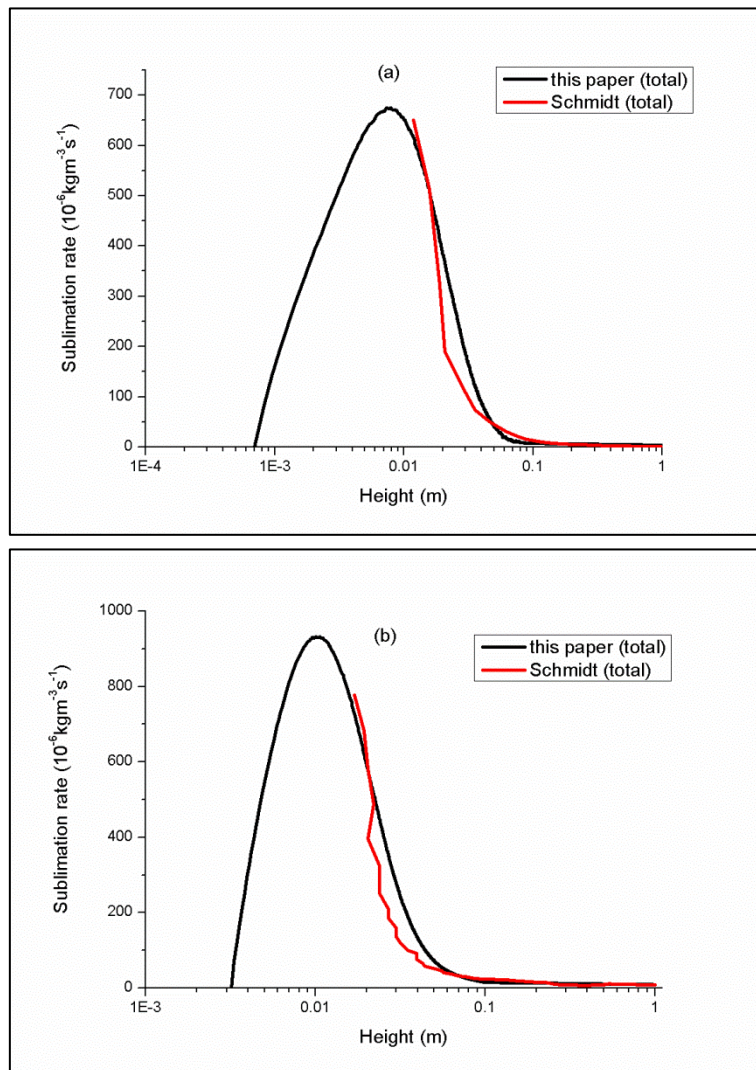 (a)
this paper (total)
Schmidt (total)
700
600
500
400
300
200
100
0
Sublimation rate (10⁻⁶kgm⁻³s⁻¹)
1E-4 1E-3 0.01 0.1 1
Height (m)
(b)
this paper (total)
Schmidt (total)
1000
800
600
400
200
0
Sublimation rate (10⁻⁶kgm⁻³s⁻¹)
1E-3 0.01 0.1 1
Height (m)